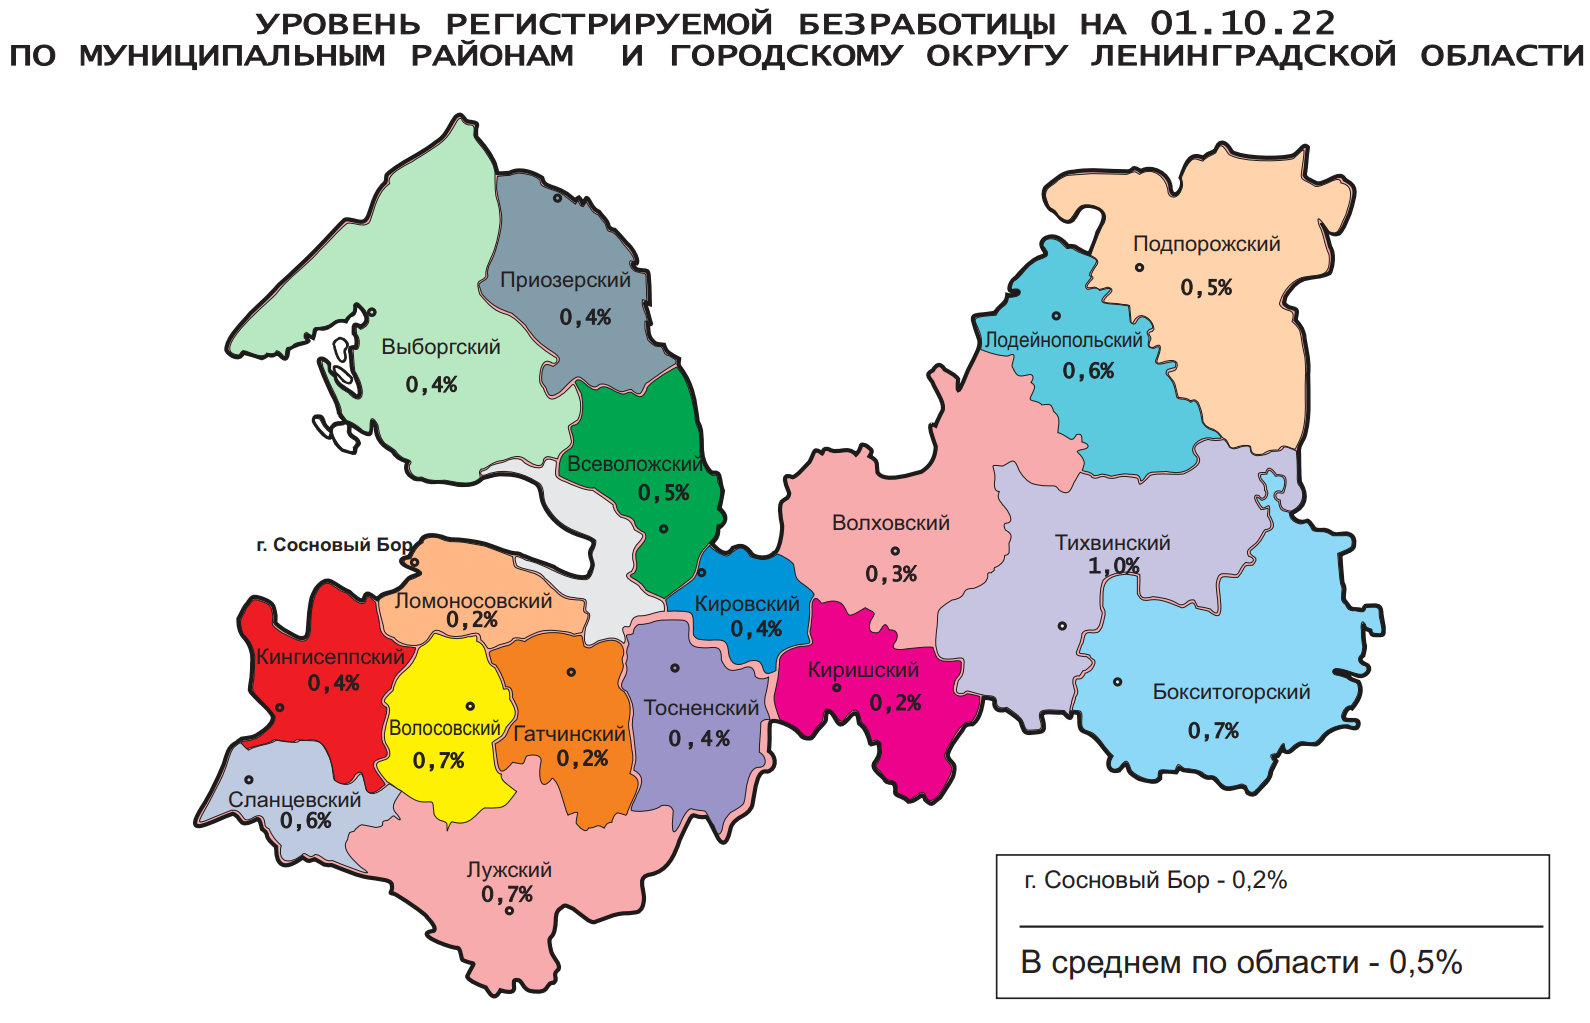 УРОВЕНЬ РЕГИСТРИРУЕМОЙ БЕЗРАБОТИЦЫ НА 01.10.22
ПО МУНИЦИПАЛЬНЫМ РАЙОНАМ И ГОРОДСКОМУ ОКРУГУ ЛЕНИНГРАДСКОЙ ОБЛАСТИ
Подпорожский
0,5%
Приозерский
0,4%
Лодейнопольский
0,6%
Выборгский
0,4%
Всеволожский
0,5%
Волховский
0,3%
г. Сосновый Бор
Тихвинский
1,0%
Ломоносовский
0,2%
Кировский
0,4%
Кингисеппский
0,4%
Киришский
0,2%
Бокситогорский
0,7%
Тосненский
0,4%
Волосовский
0,7%
Гатчинский
0,2%
Сланцевский
0,6%
Лужский
0,7%
г. Сосновый Бор - 0,2%
В среднем по области - 0,5%